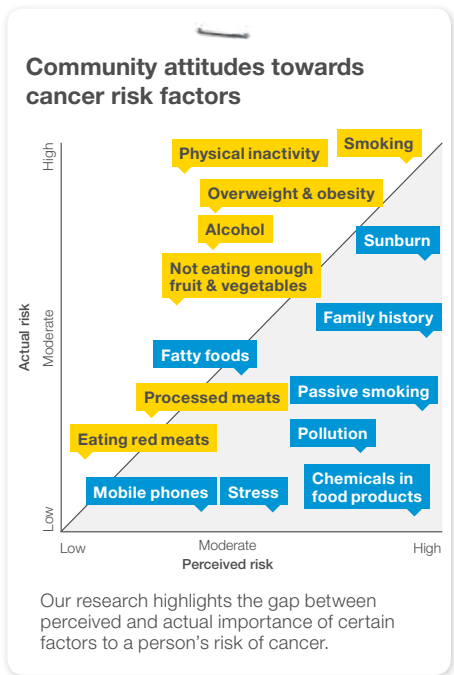 Community attitudes towards
cancer risk factors
High
Moderate
Low
Actual risk
Smoking
Physical inactivity
Overweight & obesity
Alcohol
Sunburn
Not eating enough
fruit & vegetables
Family history
Fatty foods
Passive smoking
Processed meats
Pollution
Eating red meats
Chemicals in
food products
Mobile phones
Stress
Low
Moderate
High
Perceived risk
Our research highlights the gap between
perceived and actual importance of certain
factors to a person's risk of cancer.